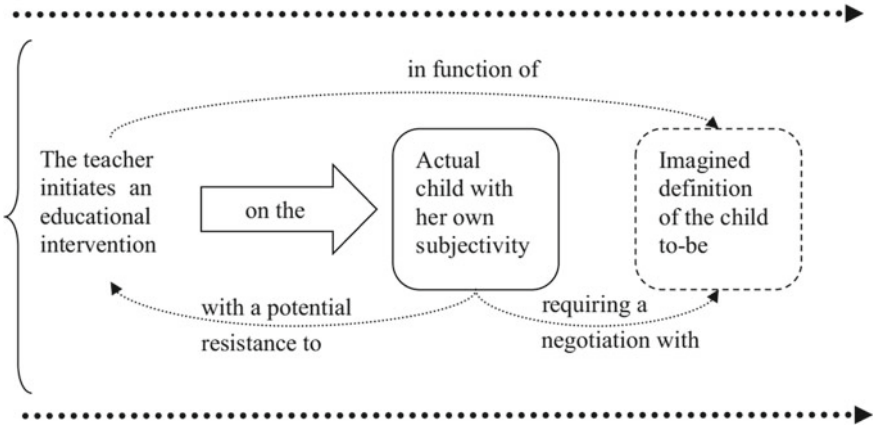 in function of
The teacher
initiates an
educational
intervention
on the
Actual
child with
her own
subjectivity
Imagined
definition
of the child
to-be
with a potential
resistance to
requiring a
negotiation with